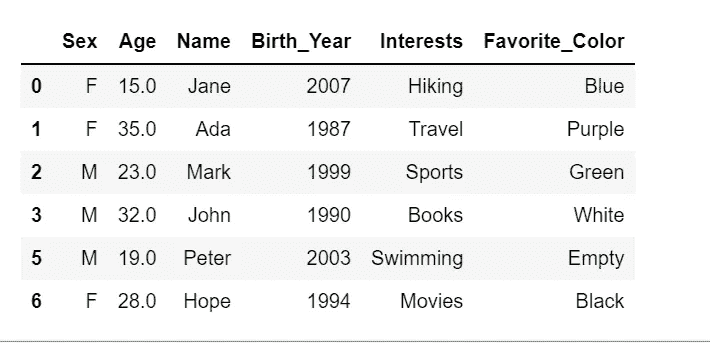 Sex Age Name Birth_Year Interests Favorite_Color
0 F 15.0 Jane 2007 Hiking Blue
1 F 35.0 Ada 1987 Travel Purple
2 M 23.0 Mark 1999 Sports Green
3 M 32.0 John 1990 Books White
5 M 19.0 Peter 2003 Swimming Empty
6 F 28.0 Hope 1994 Movies Black